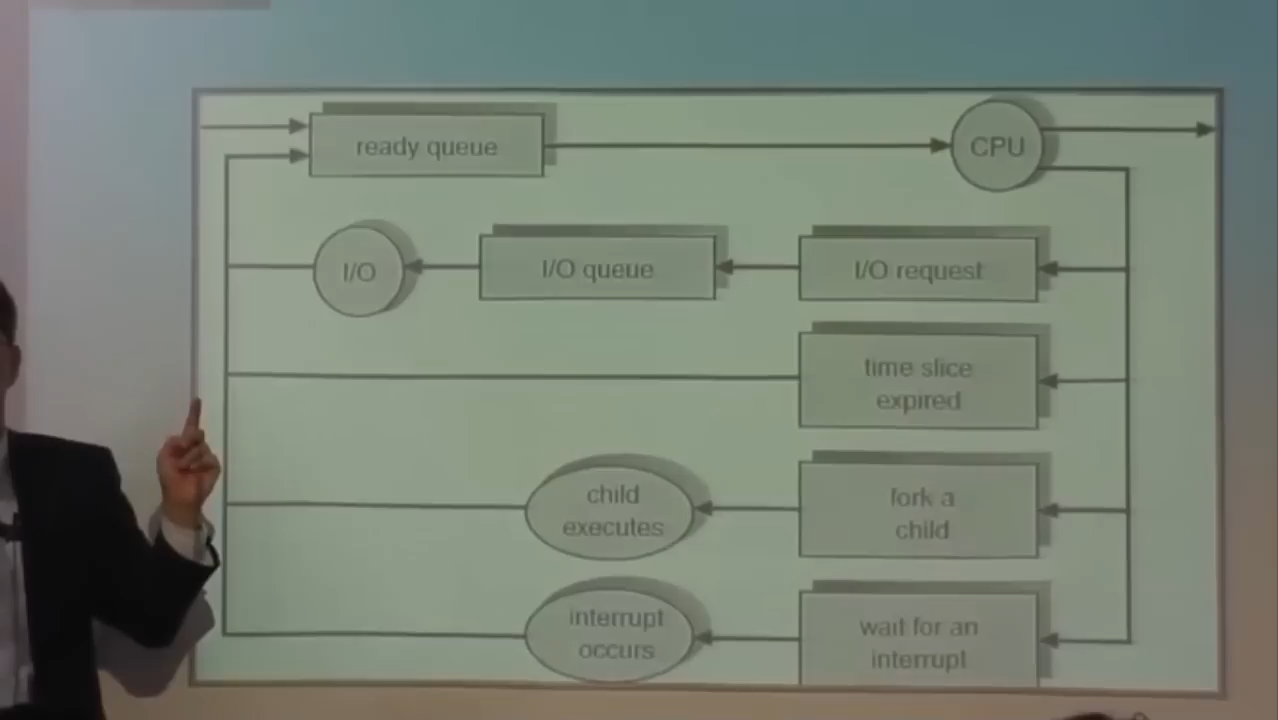 ready queue
CPU
I/O
I/O queue
I/O request
time slice
expired
child
executes
fork a
child
interrupt
occurs
wait for an
interrupt